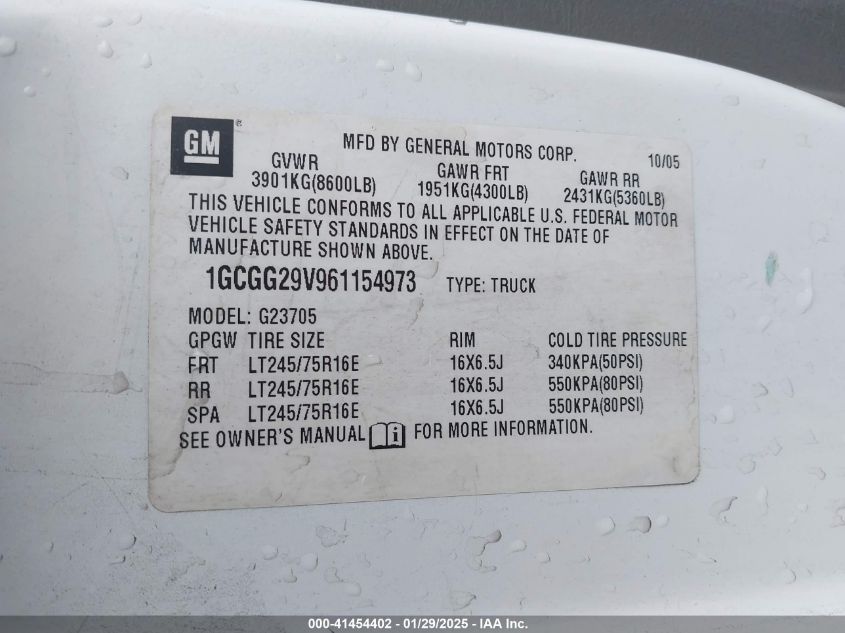 GM ®
MFD BY GENERAL MOTORS CORP. 10/05
GVWR GAWR FRT GAWR RR
3901KG(8600LB) 1951KG(4300LB) 2431KG(5360LB)
THIS VEHICLE CONFORMS TO ALL APPLICABLE U.S. FEDERAL MOTOR
VEHICLE SAFETY STANDARDS IN EFFECT ON THE DATE OF
MANUFACTURE SHOWN ABOVE.
1GCGG29V961154973 TYPE: TRUCK
MODEL: G23705
GPGW TIRE SIZE RIM COLD TIRE PRESSURE
FRT LT245/75R16E 16X6.5J 340KPA(50PSI)
RR LT245/75R16E 16X6.5J 550KPA(80PSI)
SPA LT245/75R16E 16X6.5J 550KPA(80PSI)
SEE OWNER'S MANUAL i FOR MORE INFORMATION.
000-41454402 - 01/29/2025 - IAA Inc.